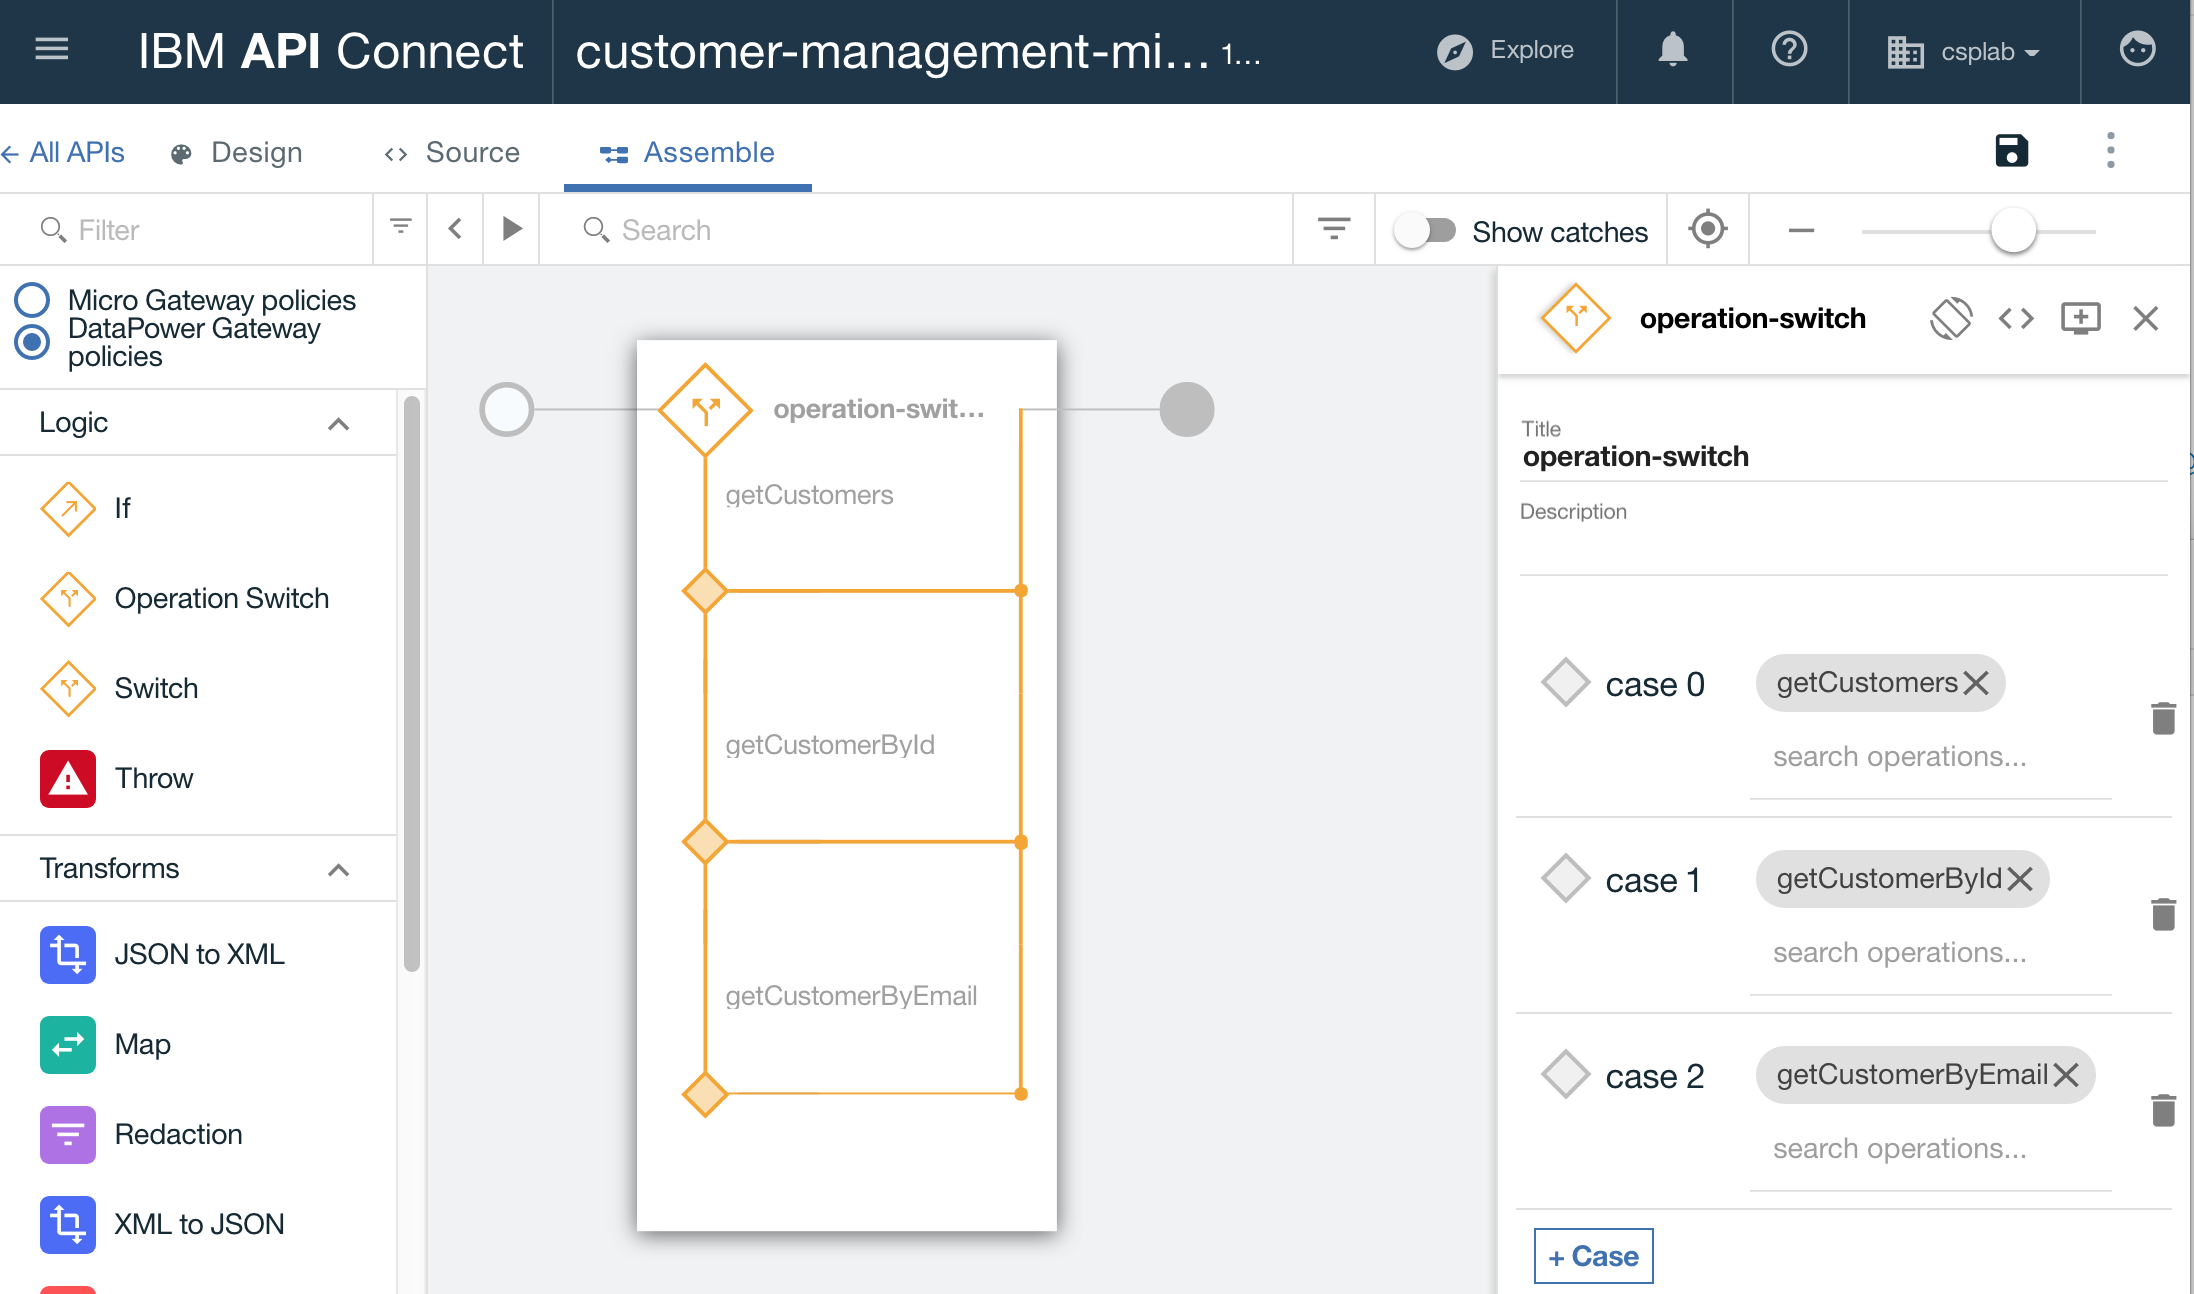 IBM API Connect
customer-management-mi... 1...
Explore
csplab
All APIs
Design
Source
Assemble
Filter
Search
Show catches
Micro Gateway policies
DataPower Gateway
policies
Logic
If
Operation Switch
Switch
Throw
Transforms
JSON to XML
Map
Redaction
XML to JSON
operation-swit...
getCustomers
getCustomerById
getCustomerByEmail
operation-switch
Title
operation-switch
Description
case 0
getCustomers
search operations...
case 1
getCustomerById
search operations...
case 2
getCustomerByEmail
search operations...
+ Case